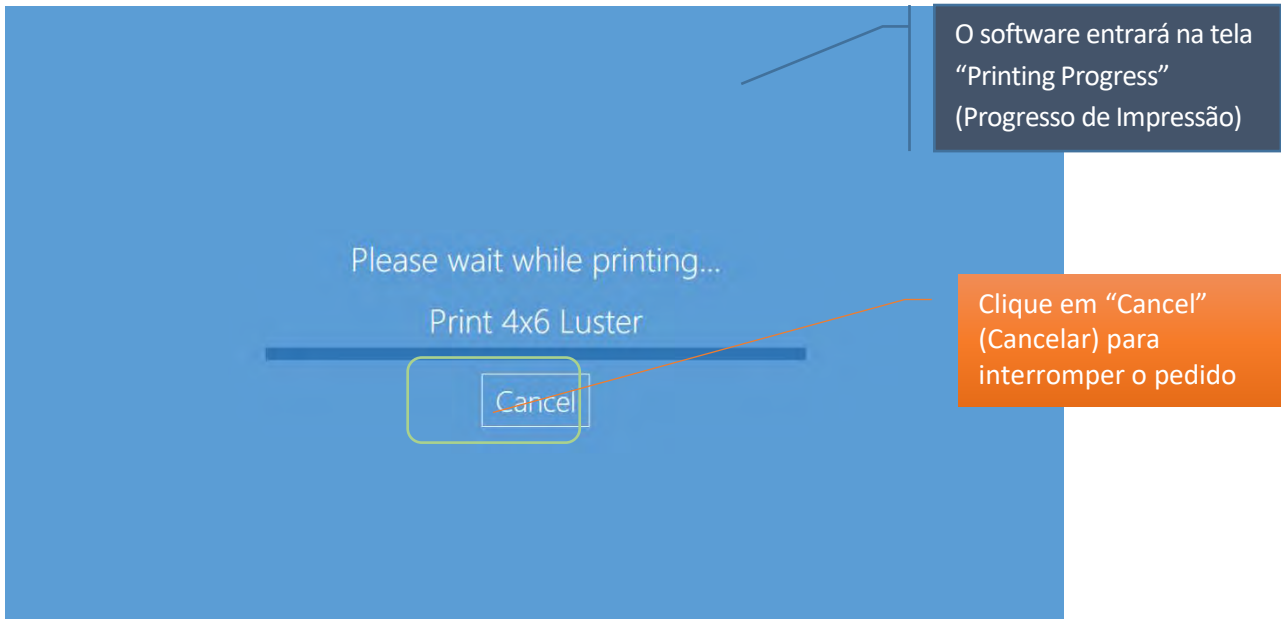 O software entrará na tela
“Printing Progress”
(Progresso de Impressão)
Please wait while printing...
Print 4x6 Luster
Cancel
Clique em “Cancel”
(Cancelar) para
interromper o pedido